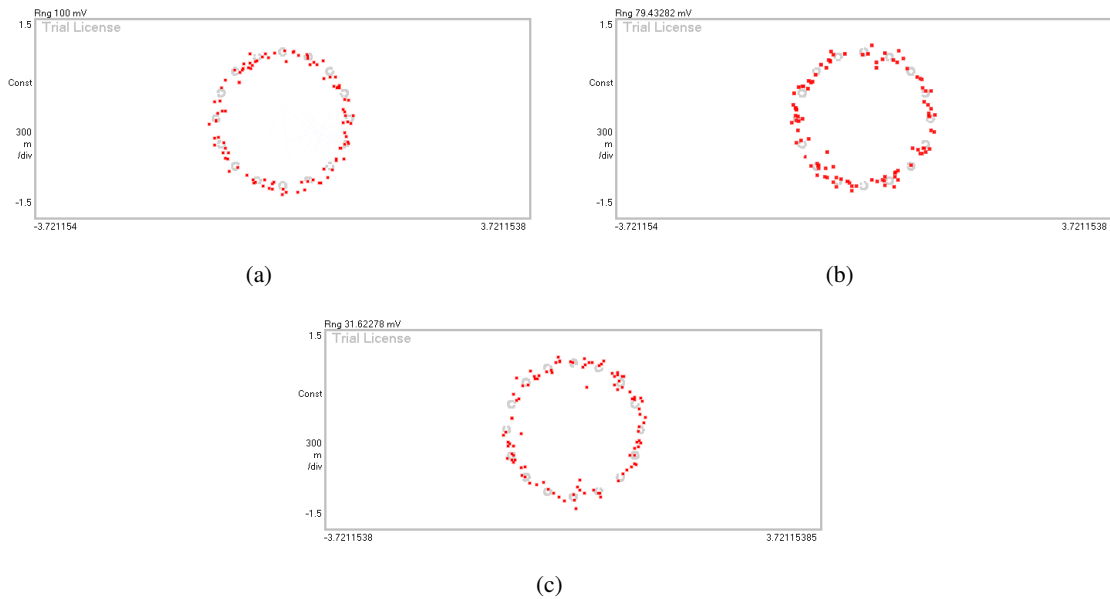 Rng 100 mV
1.5
Trial License
Const
300
m
/div
-1.5
-3.721154
3.7211538
(a)
Rng 79.43282 mV
1.5
Trial License
Const
300
m
/div
-1.5
-3.721154
3.7211538
(b)
Rng 31.62278 mV
1.5
Trial License
Const
300
m
/div
-1.5
-3.7211538
3.72115385
(c)